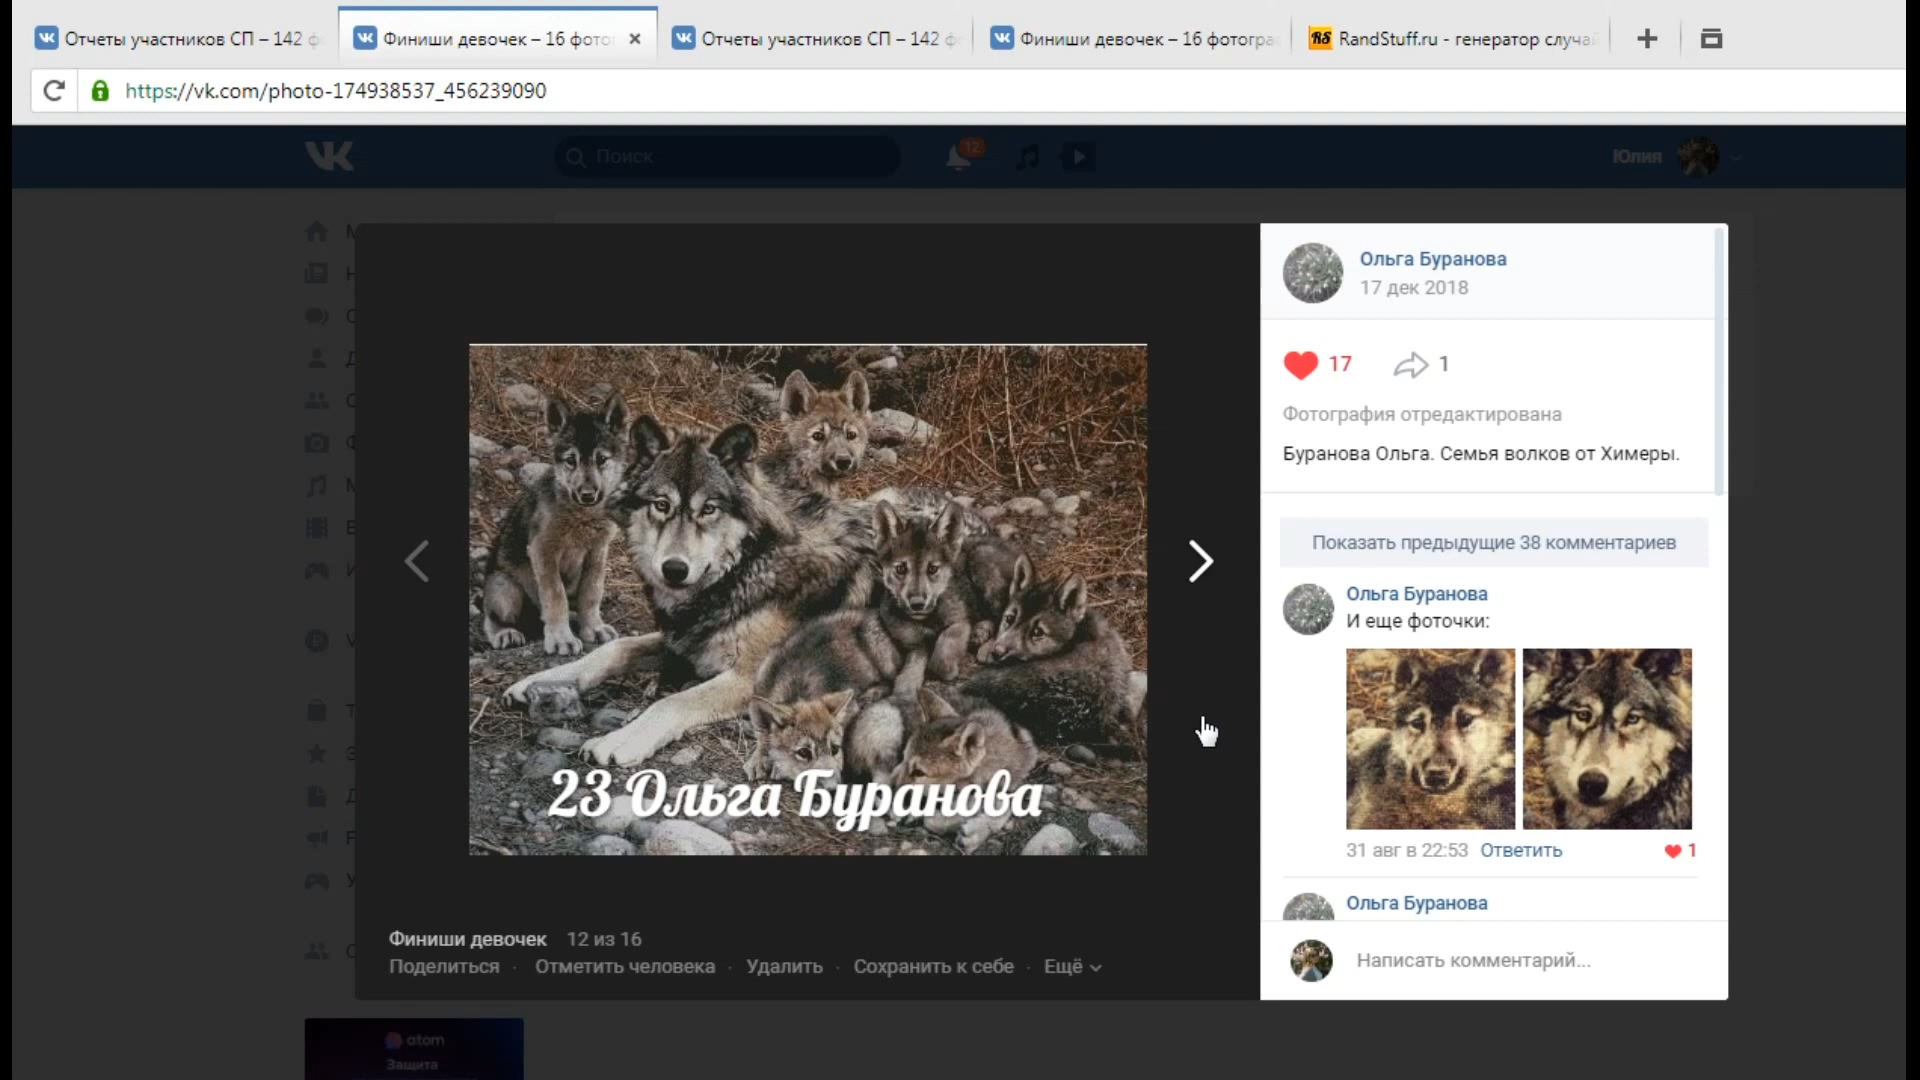 Отчеты участников СП – 142 ф
Финиши девочек – 16 фото
Отчеты участников СП – 142 ф
Финиши девочек – 16 фотогра
RandStuff.ru - генератор случа
https://vk.com/photo-174938537_456239090
Поиск
12
Юлия
Ольга Буранова
17 дек 2018
17
1
Фотография отредактирована
Буранова Ольга. Семья волков от Химеры.
Показать предыдущие 38 комментариев
Ольга Буранова
И еще фоточки:
31 авг в 22:53 Ответить
1
Ольга Буранова
Написать комментарий...
23 Ольга Буранова
Финиши девочек 12 из 16
Поделиться · Отметить человека · Удалить · Сохранить к себе · Ещё
atom
Защита